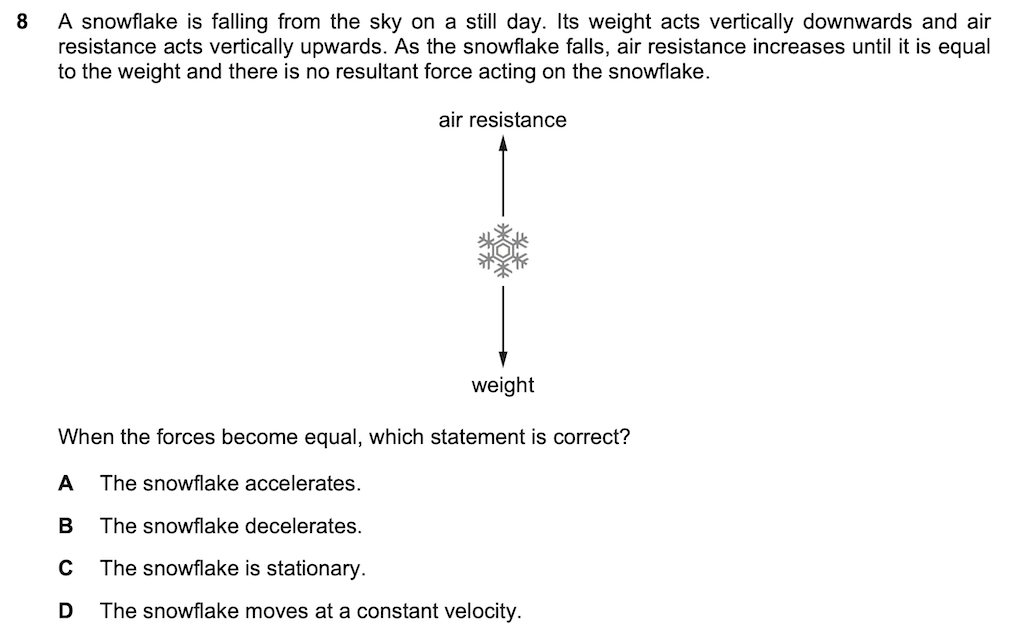 8 A snowflake is falling from the sky on a still day. Its weight acts vertically downwards and air
resistance acts vertically upwards. As the snowflake falls, air resistance increases until it is equal
to the weight and there is no resultant force acting on the snowflake.
air resistance
weight
When the forces become equal, which statement is correct?
A The snowflake accelerates.
B The snowflake decelerates.
C The snowflake is stationary.
D The snowflake moves at a constant velocity.